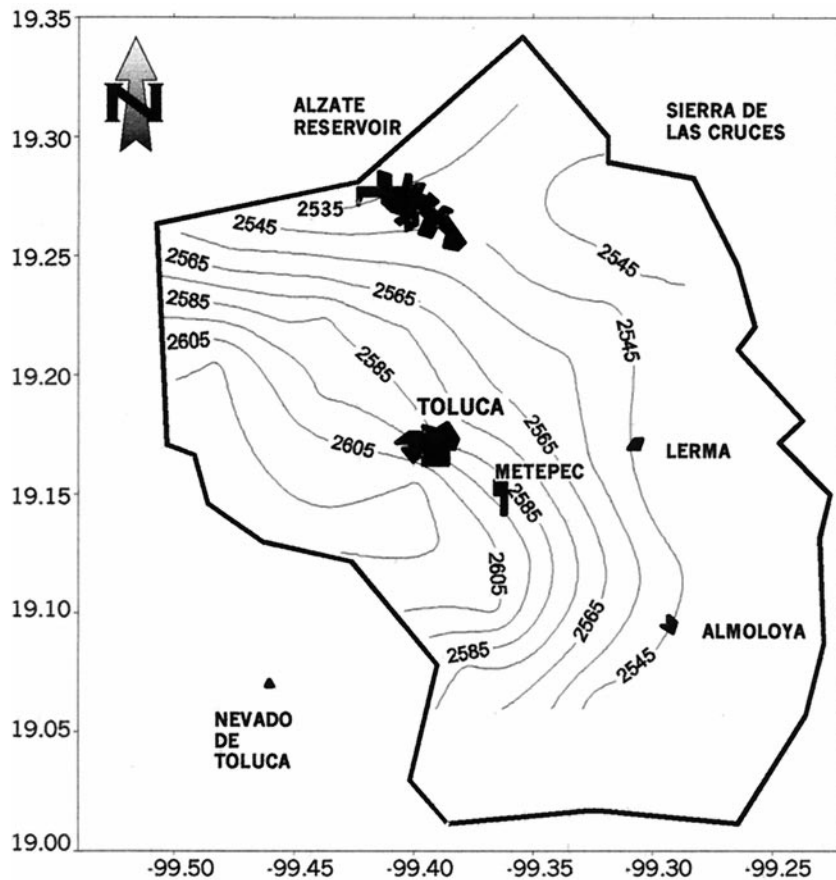 19.35
N
ALZATE
RESERVOIR
SIERRA DE
LAS CRUCES
19.30
2535
2545
2545
19.25
2565
2565
2585
2605
2545
19.20
2585
TOLUCA
2565
2605
LERMA
METEPEC
19.15
2585
2605
19.10
2565
ALMOLOYA
2585
2545
NEVADO
DE
TOLUCA
19.05
19.00
-99.50
-99.45
-99.40
-99.35
-99.30
-99.25